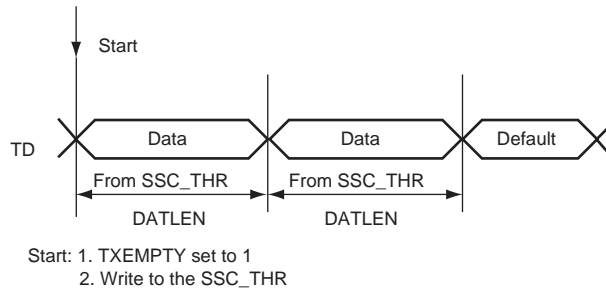 Start
TD
Data
Data
Default
From SSC_THR
From SSC_THR
DATLEN
DATLEN
Start: 1. TXEMPTY set to 1
2. Write to the SSC_THR